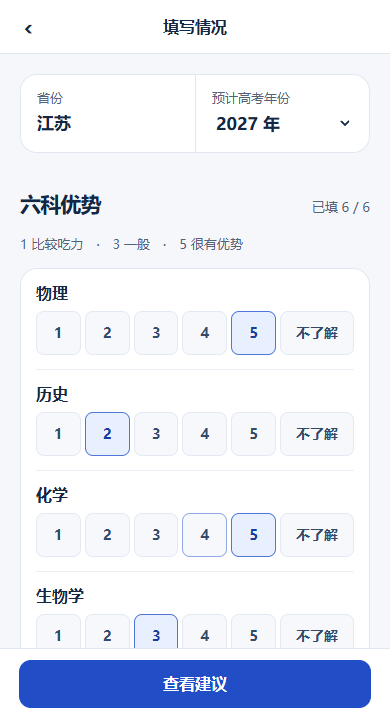 填写情况
省份
江苏
预计高考年份
2027 年
六科优势
已填 6 / 6
1 比较吃力 · 3 一般 · 5 很有优势
物理
1 2 3 4 5 不了解
历史
1 2 3 4 5 不了解
化学
1 2 3 4 5 不了解
生物学
1 2 3 4 5 不了解
查看建议